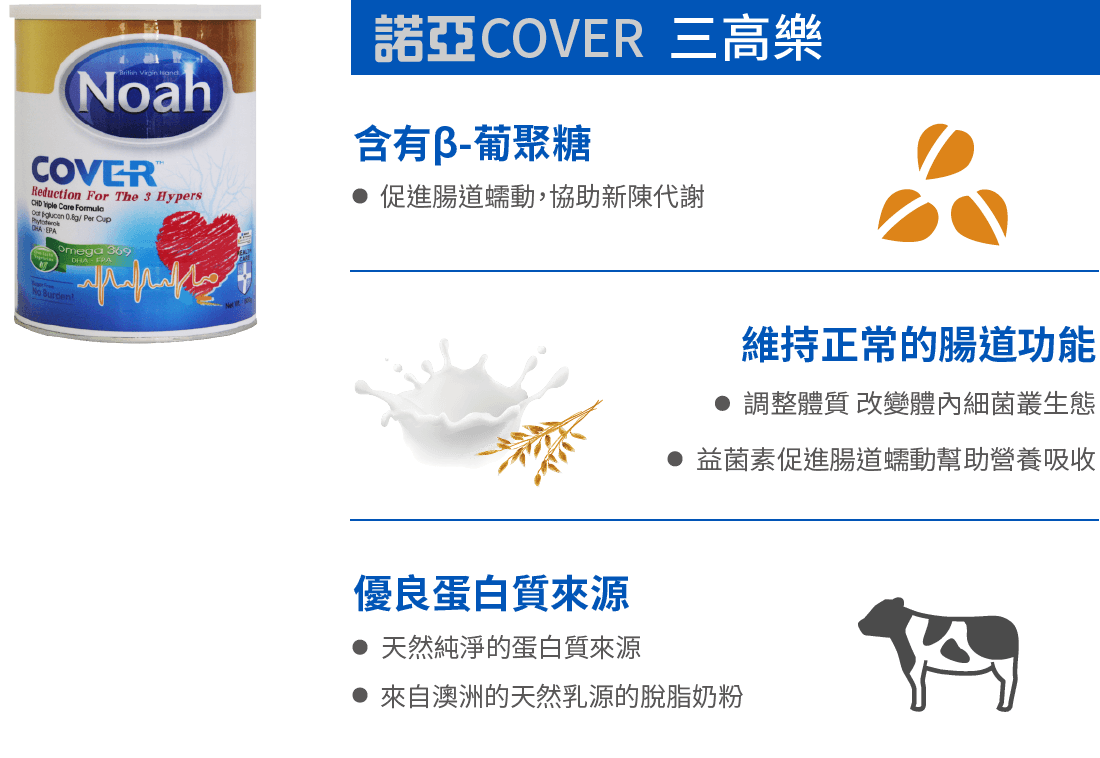 諾亞COVER 三高樂
British Virgin Island
Noah
COVER™
Reduction For The 3 Hypers
CHD Triple Care Formula
Oat β-glucan 0.8g/ Per Cup
Phytosterols
DHA · EPA
omega 369
DHA · EPA
No Burden!
含有β-葡聚糖
● 促進腸道蠕動，協助新陳代謝
維持正常的腸道功能
● 調整體質 改變體內細菌叢生態
● 益菌素促進腸道蠕動幫助營養吸收
優良蛋白質來源
● 天然純淨的蛋白質來源
● 來自澳洲的天然乳源的脫脂奶粉